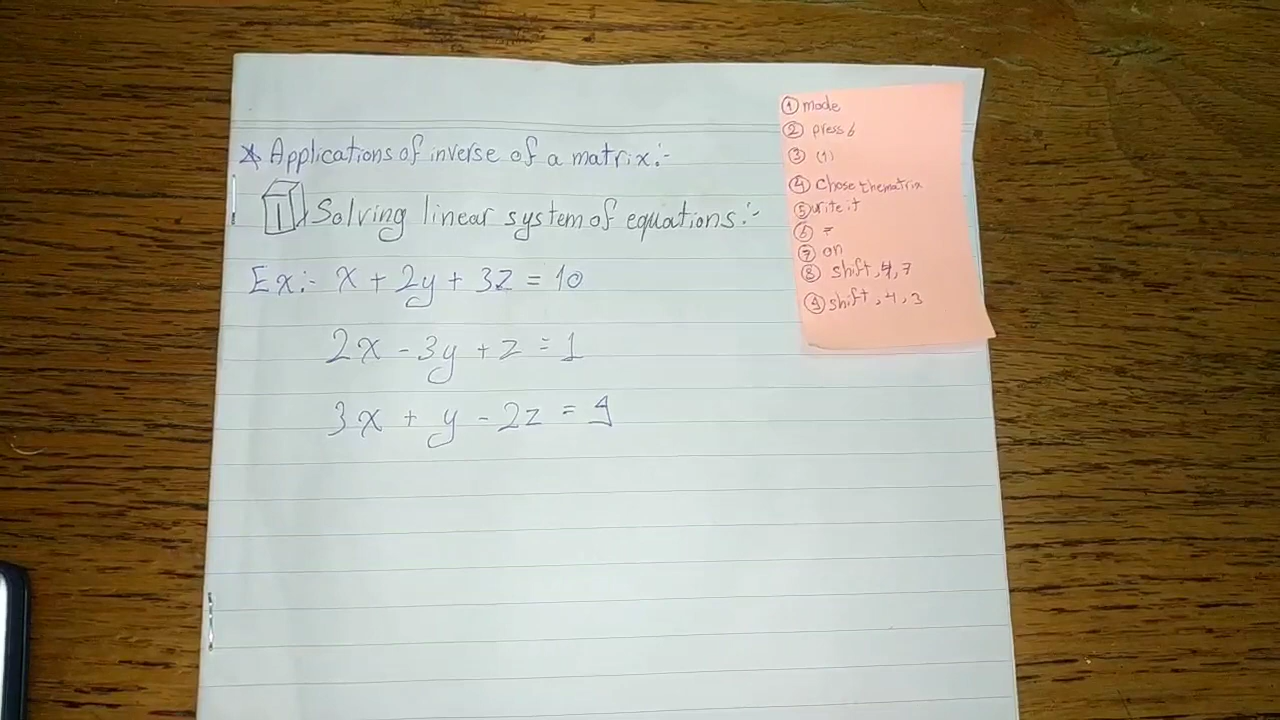 * Applications of inverse of a matrix:-
1 Solving linear system of equations:-
Ex:- x + 2y + 3z = 10
2x - 3y + z = 1
3x + y - 2z = 9
① mode
② press 6
③ (1)
④ chose the matrix
⑤ write it
⑥ =
⑦ on
⑧ shift, 4, 7
⑨ shift, 4, 3